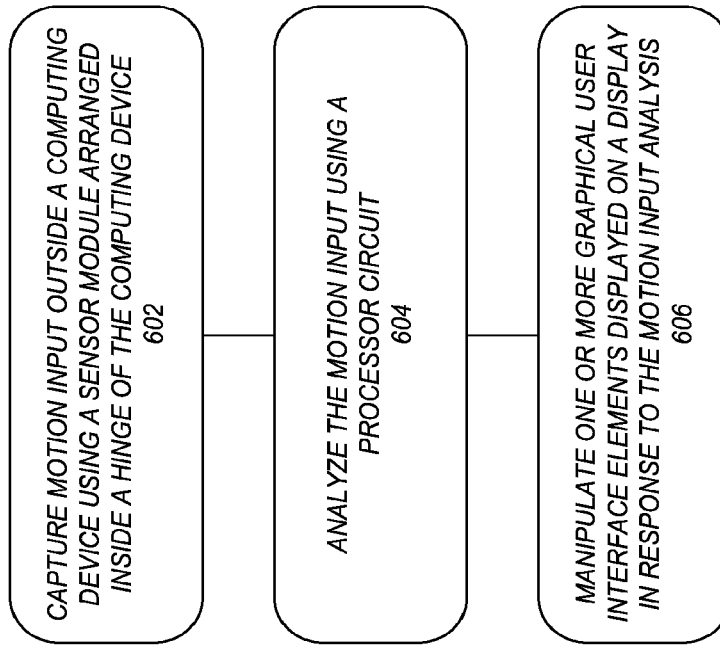 CAPTURE MOTION INPUT OUTSIDE A COMPUTING
DEVICE USING A SENSOR MODULE ARRANGED
INSIDE A HINGE OF THE COMPUTING DEVICE
602
ANALYZE THE MOTION INPUT USING A
PROCESSOR CIRCUIT
604
MANIPULATE ONE OR MORE GRAPHICAL USER
INTERFACE ELEMENTS DISPLAYED ON A DISPLAY
IN RESPONSE TO THE MOTION INPUT ANALYSIS
606